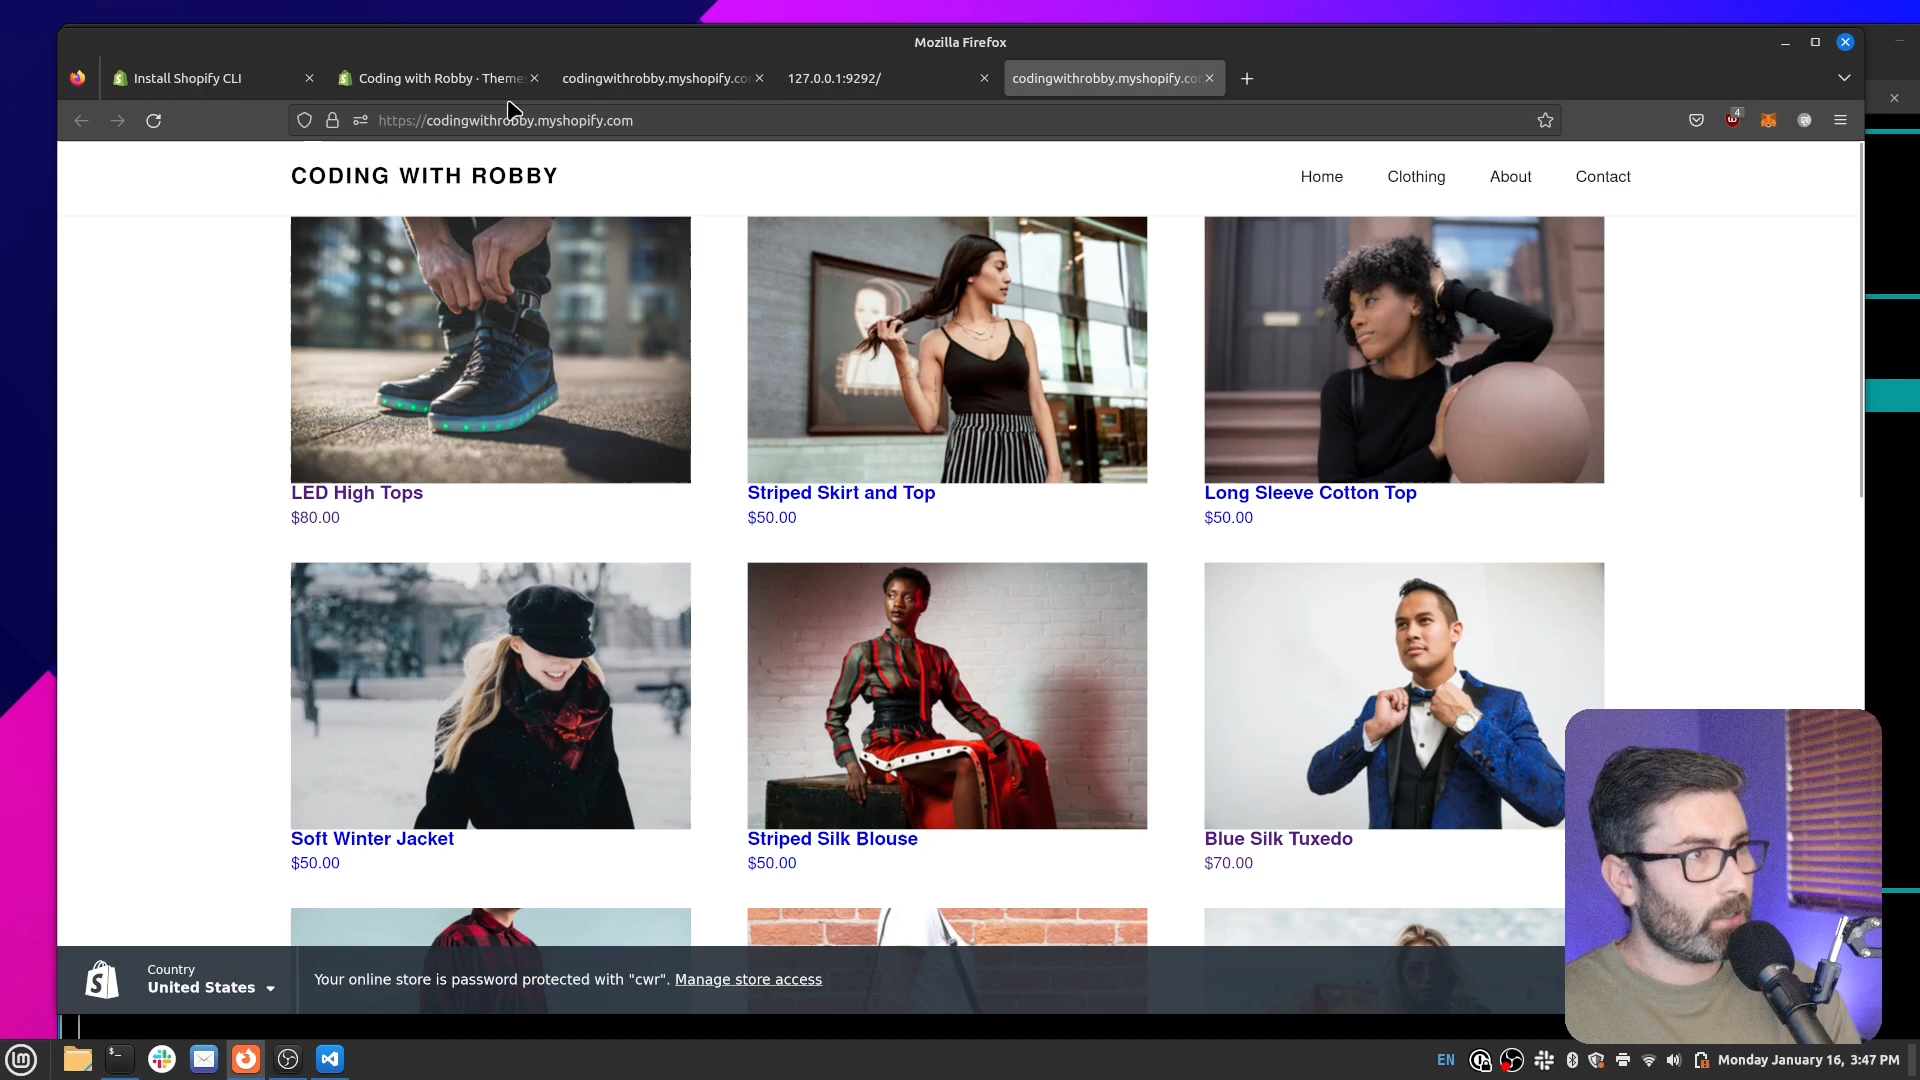 Mozilla Firefox
Install Shopify CLI
Coding with Robby · Themes
codingwithrobby.myshopify.co
127.0.0.1:9292/
codingwithrobby.myshopify.co
https://codingwithrobby.myshopify.com
4
CODING WITH ROBBY
Home
Clothing
About
Contact
LED High Tops
$80.00
Striped Skirt and Top
$50.00
Long Sleeve Cotton Top
$50.00
Soft Winter Jacket
$50.00
Striped Silk Blouse
$50.00
Blue Silk Tuxedo
$70.00
Country
United States
Your online store is password protected with "cwr". Manage store access
EN
Monday January 16, 3:47 PM